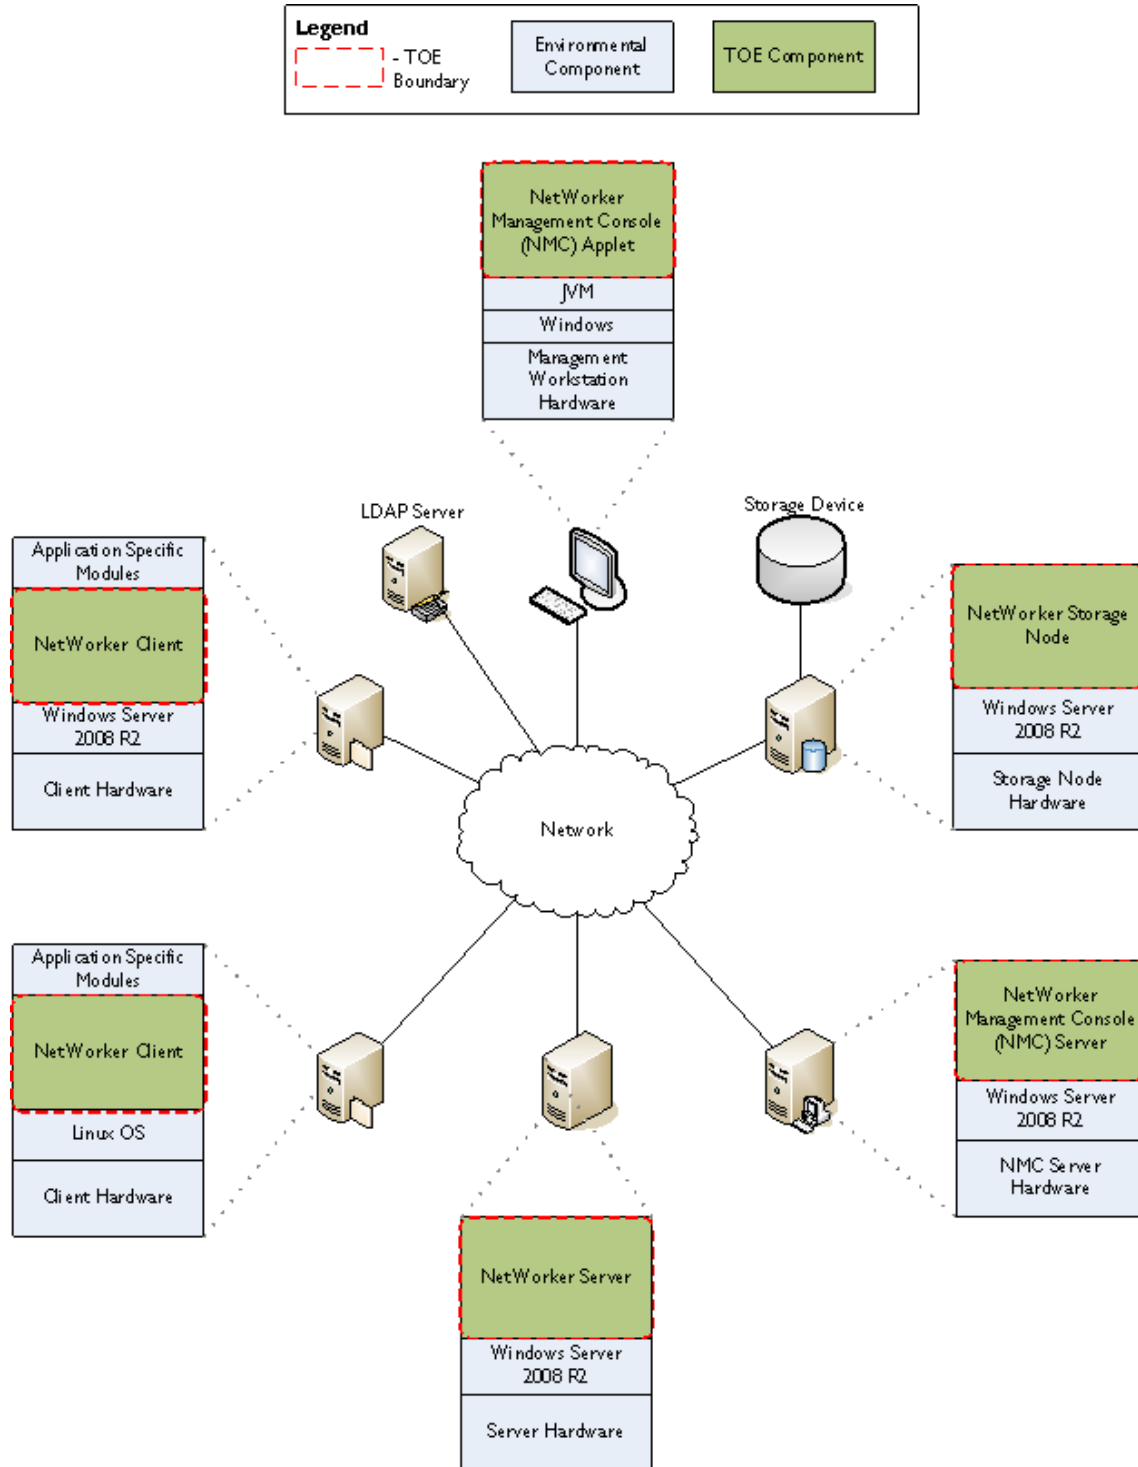 Legend
- TOE
Boundary
Environmental
Component
TOE Component
NetWorker
Management Console
(NMC) Applet
JVM
Windows
Management
Workstation
Hardware
LDAP Server
Storage Device
Application Specific
Modules
NetWorker Client
Windows Server
2008 R2
Client Hardware
NetWorker Storage
Node
Windows Server
2008 R2
Storage Node
Hardware
Network
Application Specific
Modules
NetWorker Client
Linux OS
Client Hardware
NetWorker
Management Console
(NMC) Server
Windows Server
2008 R2
NMC Server
Hardware
NetWorker Server
Windows Server
2008 R2
Server Hardware